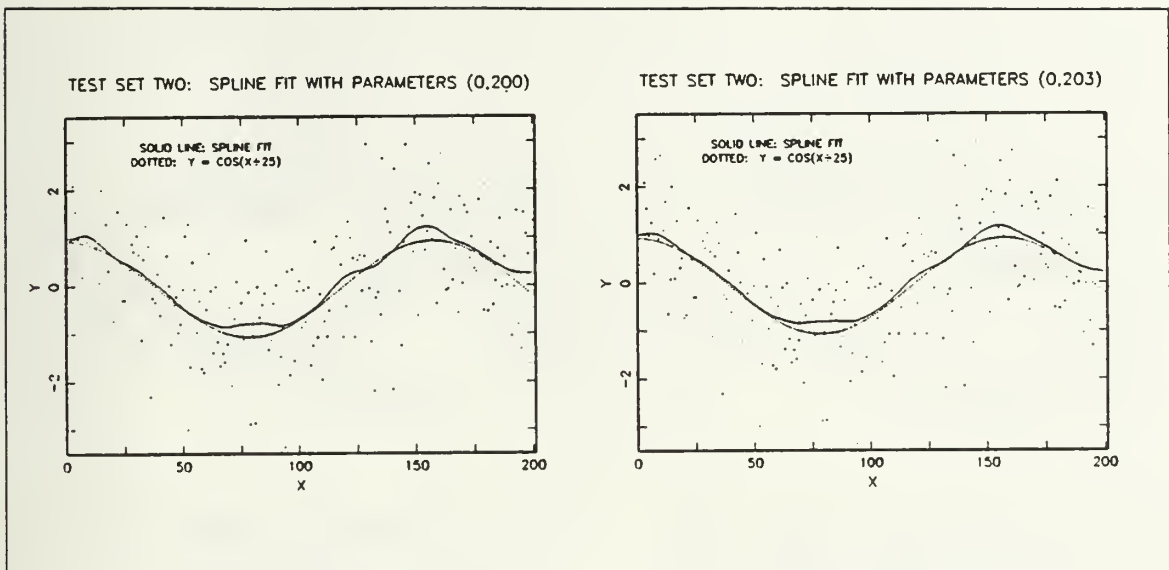 TEST SET TWO: SPLINE FIT WITH PARAMETERS (0,200)
SOLID LINE: SPLINE FIT
DOTTED: Y = COS(X÷25)
2
0
-2
Y
0 50 100 150 200
X
TEST SET TWO: SPLINE FIT WITH PARAMETERS (0,203)
SOLID LINE: SPLINE FIT
DOTTED: Y = COS(X÷25)
2
0
-2
Y
0 50 100 150 200
X